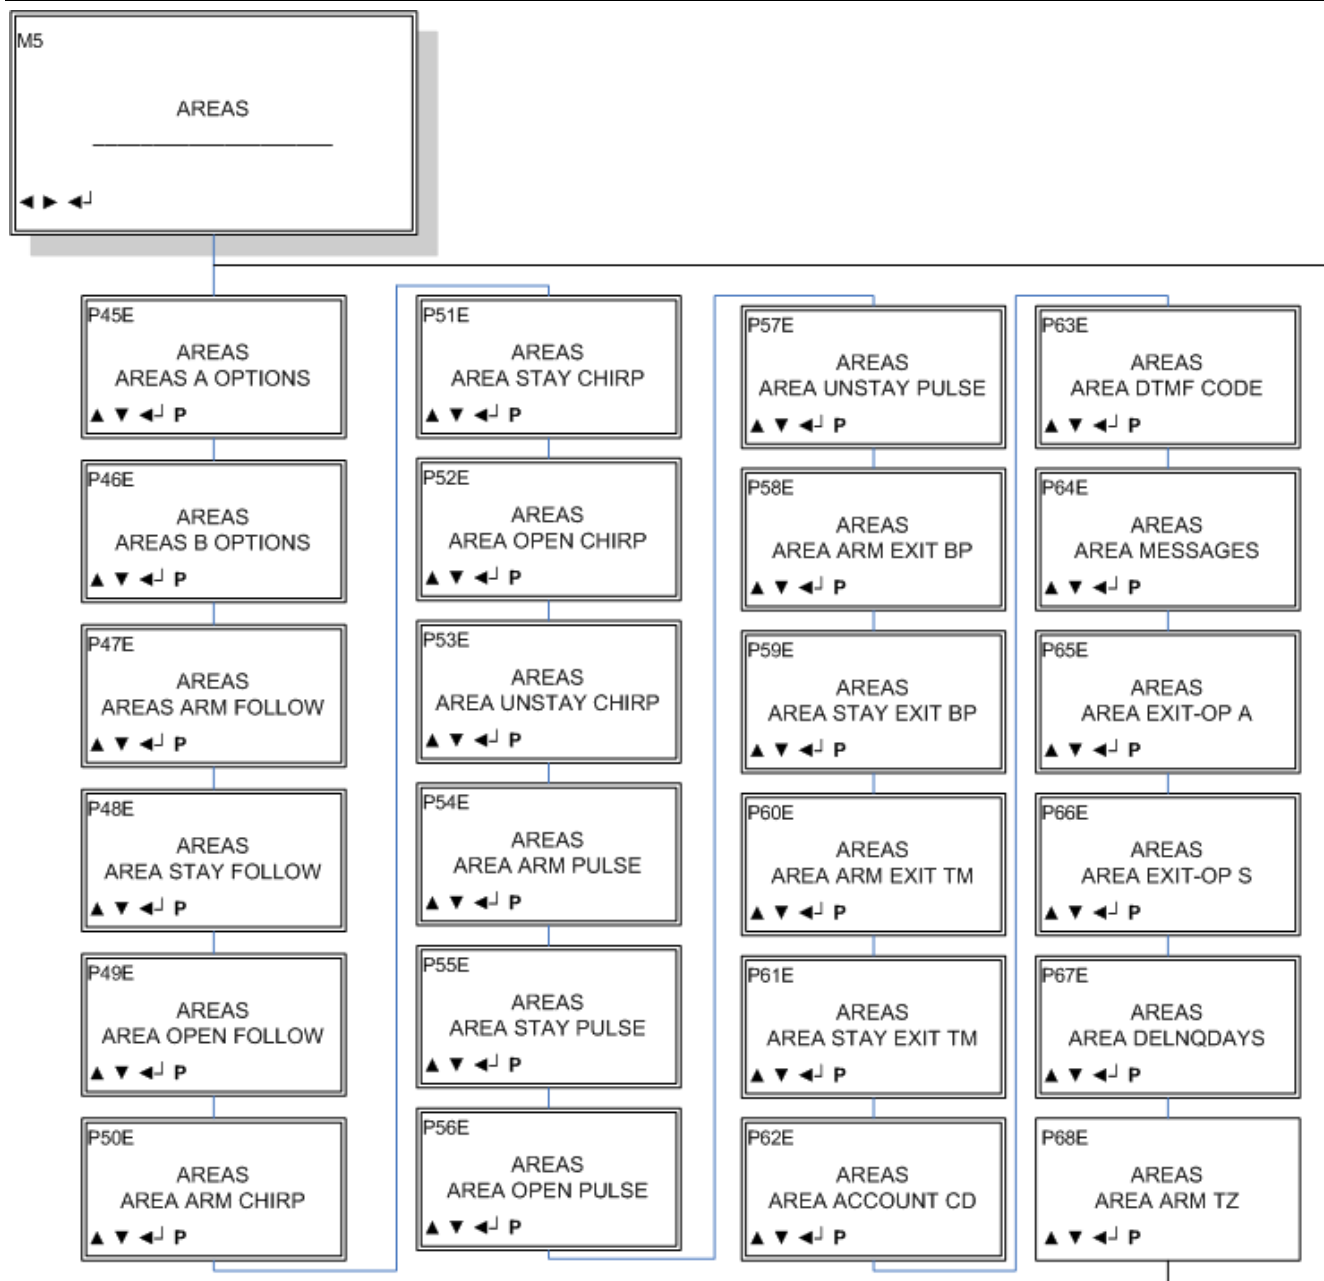 M5
AREAS
◄ ► ◄┘
P45E
AREAS
AREAS A OPTIONS
▲ ▼ ◄┘ P
P46E
AREAS
AREAS B OPTIONS
▲ ▼ ◄┘ P
P47E
AREAS
AREAS ARM FOLLOW
▲ ▼ ◄┘ P
P48E
AREAS
AREA STAY FOLLOW
▲ ▼ ◄┘ P
P49E
AREAS
AREA OPEN FOLLOW
▲ ▼ ◄┘ P
P50E
AREAS
AREA ARM CHIRP
▲ ▼ ◄┘ P
P51E
AREAS
AREA STAY CHIRP
▲ ▼ ◄┘ P
P52E
AREAS
AREA OPEN CHIRP
▲ ▼ ◄┘ P
P53E
AREAS
AREA UNSTAY CHIRP
▲ ▼ ◄┘ P
P54E
AREAS
AREA ARM PULSE
▲ ▼ ◄┘ P
P55E
AREAS
AREA STAY PULSE
▲ ▼ ◄┘ P
P56E
AREAS
AREA OPEN PULSE
▲ ▼ ◄┘ P
P57E
AREAS
AREA UNSTAY PULSE
▲ ▼ ◄┘ P
P58E
AREAS
AREA ARM EXIT BP
▲ ▼ ◄┘ P
P59E
AREAS
AREA STAY EXIT BP
▲ ▼ ◄┘ P
P60E
AREAS
AREA ARM EXIT TM
▲ ▼ ◄┘ P
P61E
AREAS
AREA STAY EXIT TM
▲ ▼ ◄┘ P
P62E
AREAS
AREA ACCOUNT CD
▲ ▼ ◄┘ P
P63E
AREAS
AREA DTMF CODE
▲ ▼ ◄┘ P
P64E
AREAS
AREA MESSAGES
▲ ▼ ◄┘ P
P65E
AREAS
AREA EXIT-OP A
▲ ▼ ◄┘ P
P66E
AREAS
AREA EXIT-OP S
▲ ▼ ◄┘ P
P67E
AREAS
AREA DELNQDAYS
▲ ▼ ◄┘ P
P68E
AREAS
AREA ARM TZ
▲ ▼ ◄┘ P